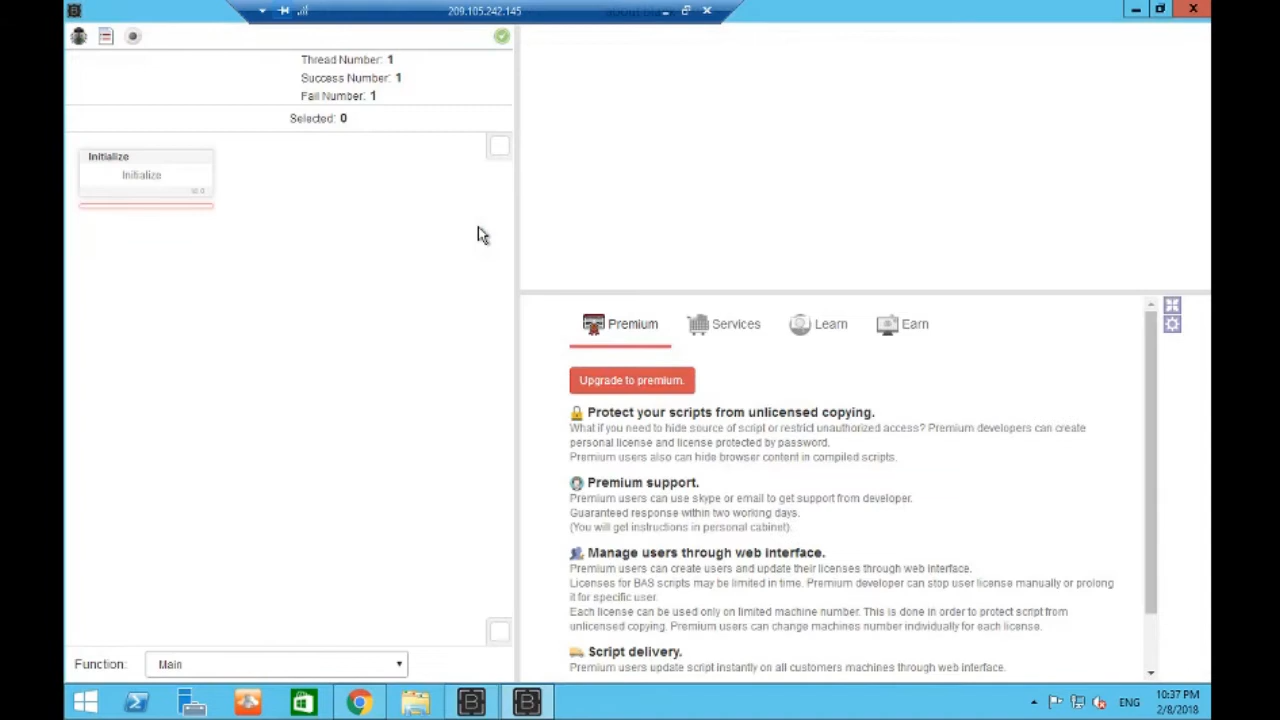 209.105.242.145
Thread Number: 1
Success Number: 1
Fail Number: 1
Selected: 0
Initialize
Initialize
Premium
Services
Learn
Earn
Upgrade to premium.
Protect your scripts from unlicensed copying.
What if you need to hide source of script or restrict unauthorized access? Premium developers can create
personal license and license protected by password.
Premium users also can hide browser content in compiled scripts.
Premium support.
Premium users can use skype or email to get support from developer.
Guaranteed response within two working days.
(You will get instructions in personal cabinet).
Manage users through web interface.
Premium users can create users and update their licenses through web interface.
Licenses for BAS scripts may be limited in time. Premium developer can stop user license manually or prolong
it for specific user.
Each license can be used only on limited machine number. This is done in order to protect script from
unlicensed copying. Premium users can change machines number individually for each license.
Script delivery.
Premium users update script instantly on all customers machines through web interface.
Function:
Main
ENG
10:37 PM
2/8/2018